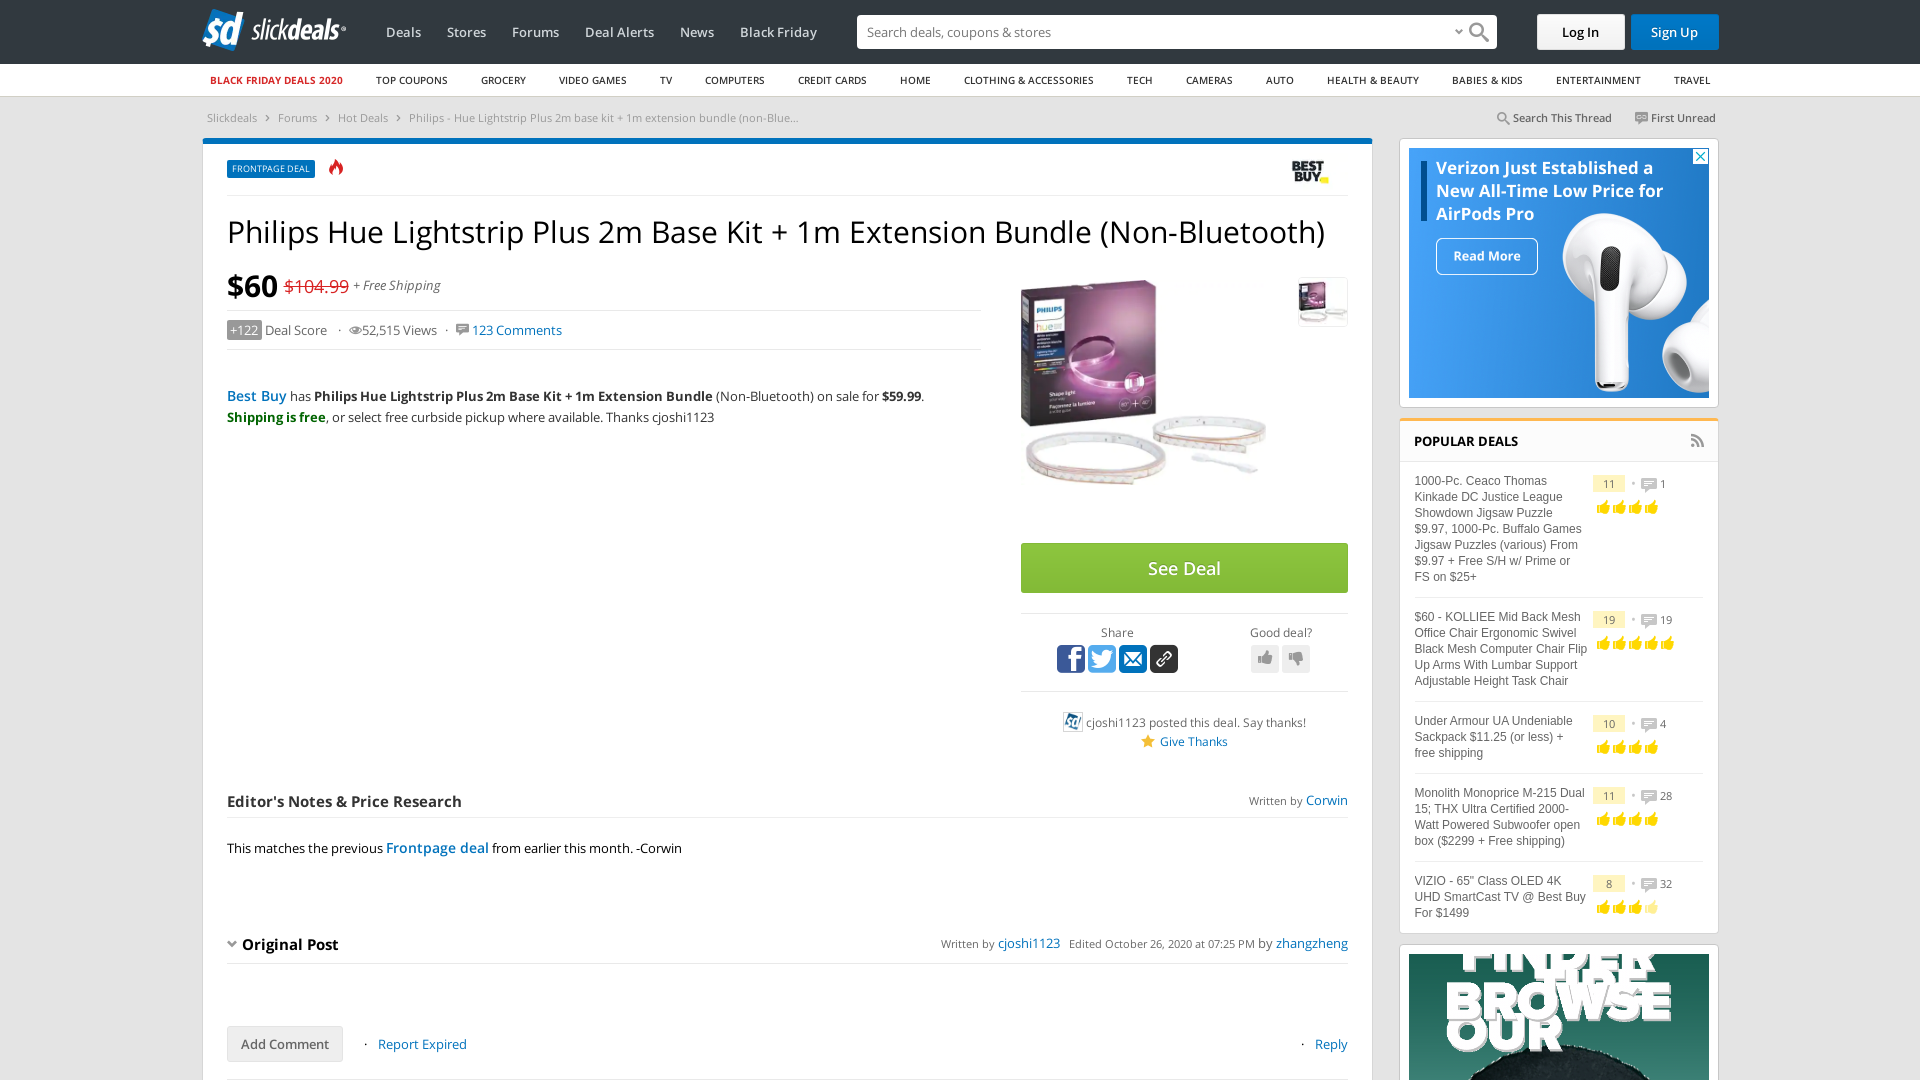 sd slickdeals
Deals
Stores
Forums
Deal Alerts
News
Black Friday
Search deals, coupons & shopping
Log In
Sign Up
BLACK FRIDAY DEALS 2020
TOP COUPONS
GROCERY
VIDEO GAMES
TV
COMPUTERS
CREDIT CARDS
HOME
CLOTHING & ACCESSORIES
TECH
CAMERAS
AUTO
HEALTH & BEAUTY
BABIES & KIDS
ENTERTAINMENT
TRAVEL
Slickdeals › Forums › Hot Deals › Philips - Hue Lightstrip Plus 2m base kit + 1m extension bundle (non-Blue...
Search This Thread
First Unread
FRONTPAGE DEAL
BEST BUY
Philips Hue Lightstrip Plus 2m Base Kit + 1m Extension Bundle (Non-Bluetooth)
$60 $104.99 + Free Shipping
+122 Deal Score · 52,515 Views · 123 Comments
Best Buy has Philips Hue Lightstrip Plus 2m Base Kit + 1m Extension Bundle (Non-Bluetooth) on sale for $59.99.
Shipping is free, or select free curbside pickup where available. Thanks cjoshi1123
PHILIPS
hue
See Deal
Share
Good deal?
sd cjoshi1123 posted this deal. Say thanks!
Give Thanks
Editor's Notes & Price Research
Written by Corwin
This matches the previous Frontpage deal from earlier this month. -Corwin
Original Post
Written by cjoshi1123 Edited October 26, 2020 at 07:25 PM by zhangzheng
Add Comment
· Report Expired
· Reply
Verizon Just Established a
New All-Time Low Price for
AirPods Pro
Read More
POPULAR DEALS
1000-Pc. Ceaco Thomas
Kinkade DC Justice League
Showdown Jigsaw Puzzle
$9.97, 1000-Pc. Buffalo Games
Jigsaw Puzzles (various) From
$9.97 + Free S/H w/ Prime or
FS on $25+
11 • 1
$60 - KOLLIEE Mid Back Mesh
Office Chair Ergonomic Swivel
Black Mesh Computer Chair Flip
Up Arms With Lumbar Support
Adjustable Height Task Chair
19 • 19
Under Armour UA Undeniable
Sackpack $11.25 (or less) +
free shipping
10 • 4
Monolith Monoprice M-215 Dual
15; THX Ultra Certified 2000-
Watt Powered Subwoofer open
box ($2299 + Free shipping)
11 • 28
VIZIO - 65" Class OLED 4K
UHD SmartCast TV @ Best Buy
For $1499
8 • 32
FINDER
BROWSE
OUR